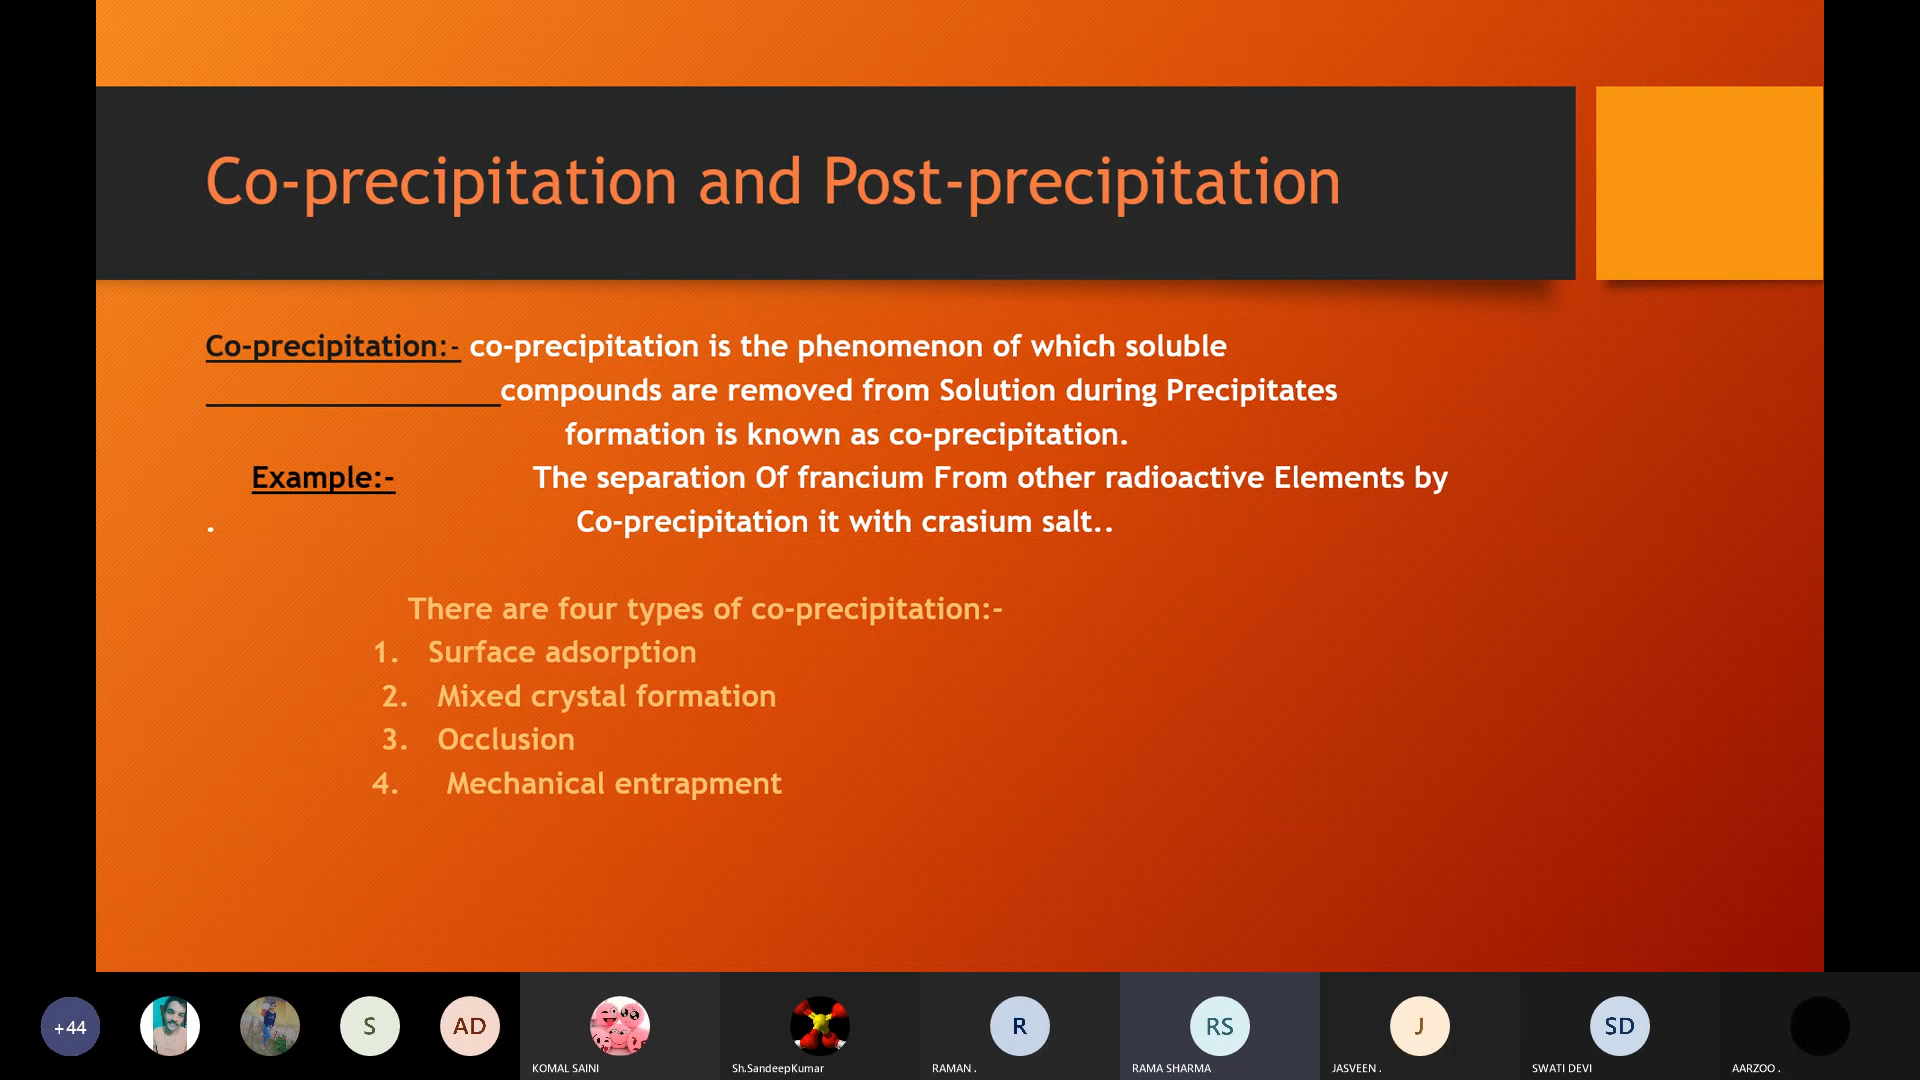 Co-precipitation and Post-precipitation
Co-precipitation:- co-precipitation is the phenomenon of which soluble
compounds are removed from Solution during Precipitates
formation is known as co-precipitation.
Example:- The separation Of francium From other radioactive Elements by
. Co-precipitation it with crasium salt..
There are four types of co-precipitation:-
1. Surface adsorption
2. Mixed crystal formation
3. Occlusion
4. Mechanical entrapment
+44
S
AD
R
RS
J
SD
KOMAL SAINI
Sh.SandeepKumar
RAMAN .
RAMA SHARMA
JASVEEN .
SWATI DEVI
AARZOO .